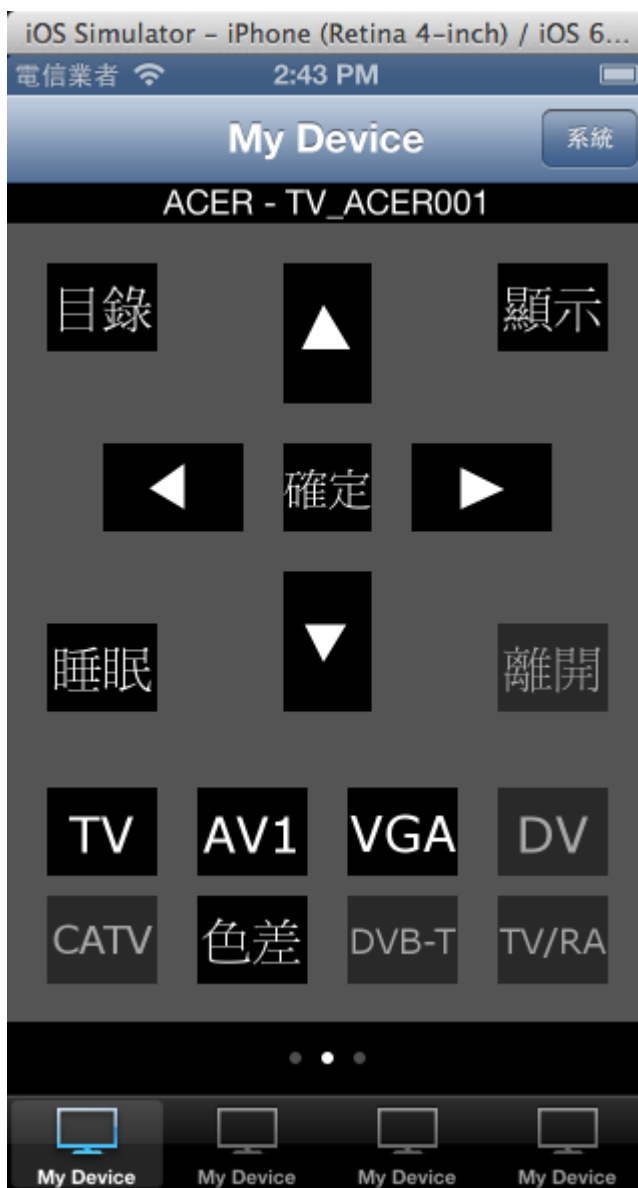 iOS Simulator – iPhone (Retina 4-inch) / iOS 6...
電信業者 2:43 PM
My Device 系統
ACER - TV_ACER001
目錄 ▲ 顯示
◀ 確定 ▶
睡眠 ▼ 離開
TV AV1 VGA DV
CATV 色差 DVB-T TV/RA
My Device My Device My Device My Device